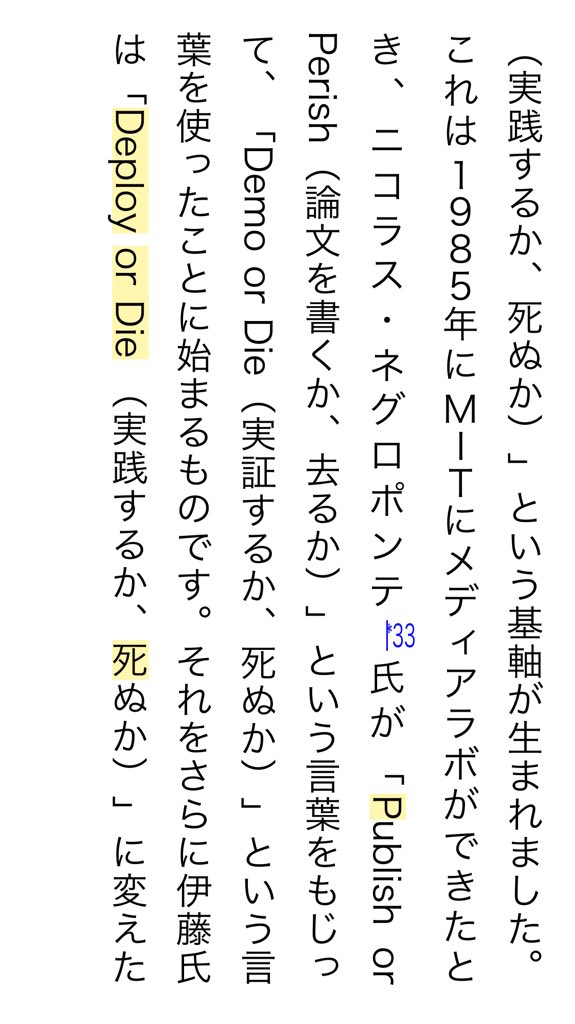 （実践するか、死ぬか）」という基軸が生まれました。
これは1985年にMITにメディアラボができたと
き、ニコラス・ネグロポンテ*33氏が「Publish or
Perish（論文を書くか、去るか）」という言葉をもじっ
て、「Demo or Die（実証するか、死ぬか）」という言
葉を使ったことに始まるものです。それをさらに伊藤氏
は「Deploy or Die（実践するか、死ぬか）」に変えた